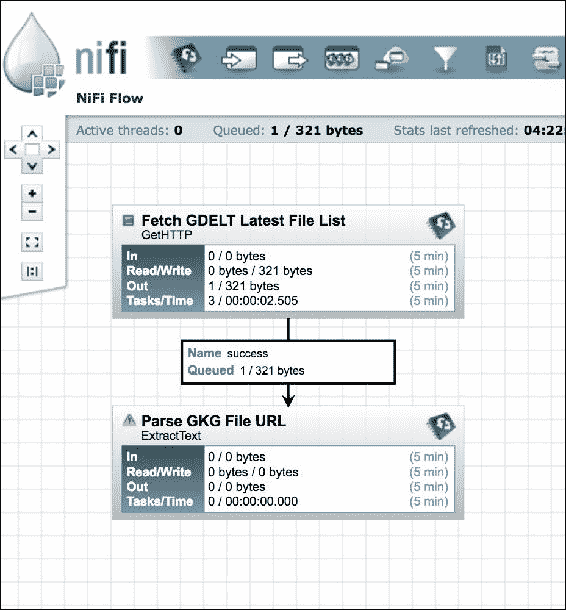 nifi
NiFi Flow
Active threads: 0 Queued: 1 / 321 bytes Stats last refreshed: 04:22:
Fetch GDELT Latest File List
GetHTTP
In 0 / 0 bytes (5 min)
Read/Write 0 bytes / 321 bytes (5 min)
Out 1 / 321 bytes (5 min)
Tasks/Time 3 / 00:00:02.505 (5 min)
Name success
Queued 1 / 321 bytes
Parse GKG File URL
ExtractText
In 0 / 0 bytes (5 min)
Read/Write 0 bytes / 0 bytes (5 min)
Out 0 / 0 bytes (5 min)
Tasks/Time 0 / 00:00:00.000 (5 min)